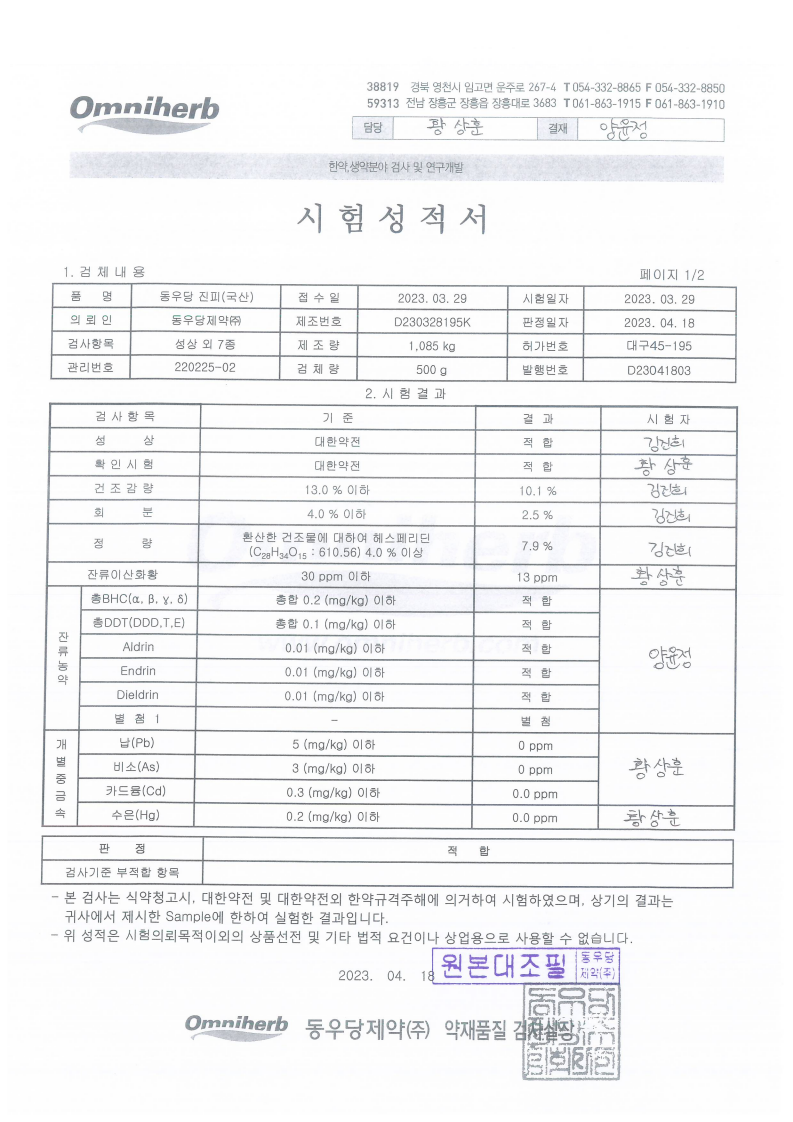 Omniherb
38819 경북 영천시 임고면 운주로 267-4 T 054-332-8865 F 054-332-8850
59313 전남 장흥군 장흥읍 장흥대로 3683 T 061-863-1915 F 061-863-1910
담당 황상훈 결재 양윤정
한약,생약분야 검사 및 연구개발
시험성적서
1. 검체내용
페이지 1/2
품 명 동우당 진피(국산) 접수일 2023. 03. 29 시험일자 2023. 03. 29
의뢰인 동우당제약㈜ 제조번호 D230328195K 판정일자 2023. 04. 18
검사항목 성상 외 7종 제조량 1,085 kg 허가번호 대구45-195
관리번호 220225-02 검체량 500 g 발행번호 D23041803
2. 시험결과
검사항목 기 준 결 과 시험자
성 상 대한약전 적 합 김진희
확인시험 대한약전 적 합 황상훈
건조감량 13.0 % 이하 10.1 % 김진희
회 분 4.0 % 이하 2.5 % 김진희
정 량 환산한 건조물에 대하여 헤스페리딘
(C28H34O15 : 610.56) 4.0 % 이상 7.9 % 김진희
잔류이산화황 30 ppm 이하 13 ppm 황상훈
잔류농약
총BHC(α, β, γ, δ) 총합 0.2 (mg/kg) 이하 적 합
총DDT(DDD,T,E) 총합 0.1 (mg/kg) 이하 적 합
Aldrin 0.01 (mg/kg) 이하 적 합 양윤정
Endrin 0.01 (mg/kg) 이하 적 합
Dieldrin 0.01 (mg/kg) 이하 적 합
별 첨 1 - 별 첨
개별중금속
납(Pb) 5 (mg/kg) 이하 0 ppm
비소(As) 3 (mg/kg) 이하 0 ppm 황상훈
카드뮴(Cd) 0.3 (mg/kg) 이하 0.0 ppm
수은(Hg) 0.2 (mg/kg) 이하 0.0 ppm 황상훈
판 정 적 합
검사기준 부적합 항목
- 본 검사는 식약청고시, 대한약전 및 대한약전외 한약규격주해에 의거하여 시험하였으며, 상기의 결과는
귀사에서 제시한 Sample에 한하여 실험한 결과입니다.
- 위 성적은 시험의뢰목적이외의 상품선전 및 기타 법적 요건이나 상업용으로 사용할 수 없습니다.
원본대조필 동우당 제약(주)
2023. 04. 18
Omniherb 동우당제약(주) 약재품질 검사실장